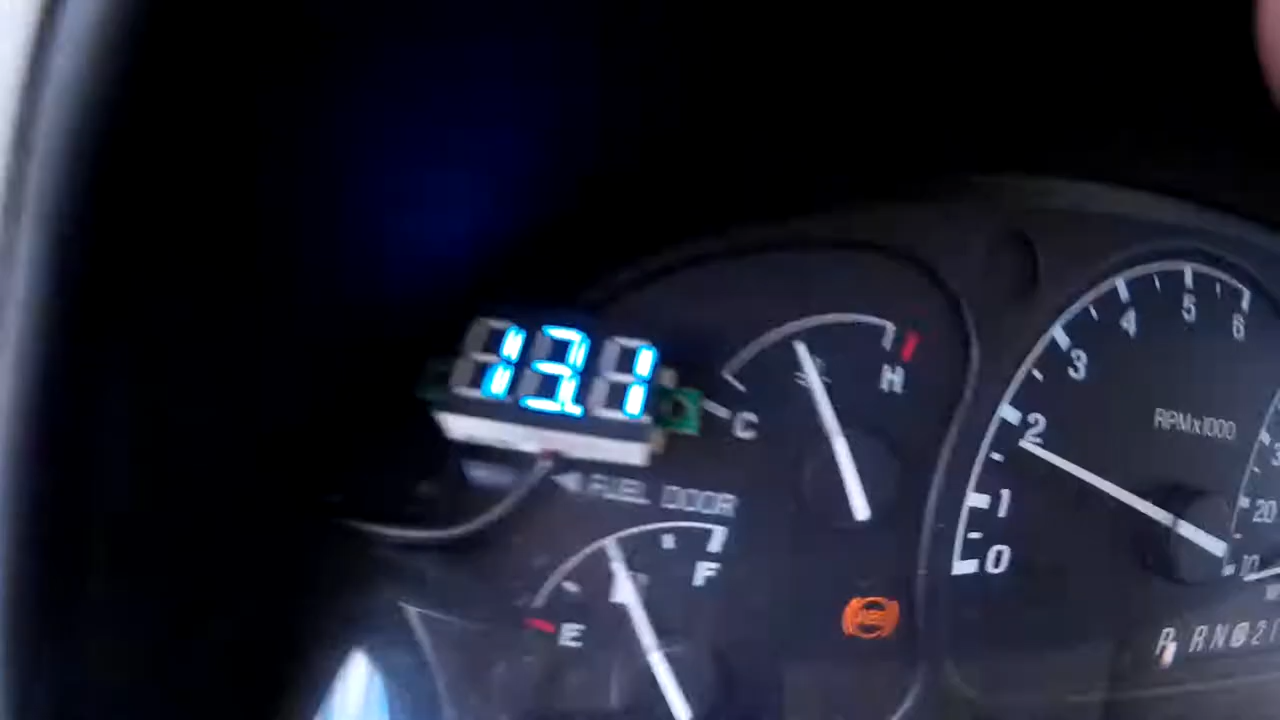 13.1
H
C
◄ FUEL DOOR
F
E
6
5
4
3
2
1
0
RPMx1000
20
10
P R N D 2 1